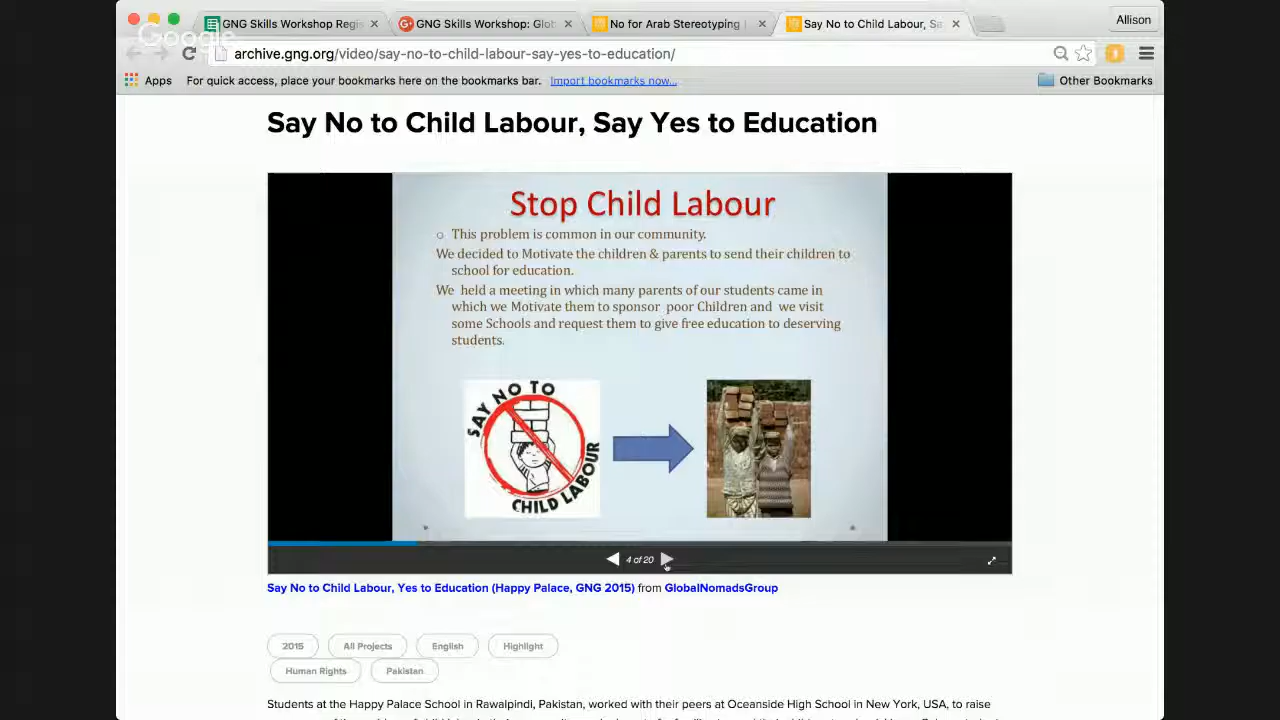 GNG Skills Workshop Regis
GNG Skills Workshop: Glob
No for Arab Stereotyping |
Say No to Child Labour, Sa
Allison
Google
archive.gng.org/video/say-no-to-child-labour-say-yes-to-education/
Apps For quick access, place your bookmarks here on the bookmarks bar. Import bookmarks now... Other Bookmarks
Say No to Child Labour, Say Yes to Education
Stop Child Labour
This problem is common in our community.
We decided to Motivate the children & parents to send their children to
school for education.
We held a meeting in which many parents of our students came in
which we Motivate them to sponsor poor Children and we visit
some Schools and request them to give free education to deserving
students.
SAY NO TO
CHILD LABOUR
4 of 20
Say No to Child Labour, Yes to Education (Happy Palace, GNG 2015) from GlobalNomadsGroup
2015 All Projects English Highlight
Human Rights Pakistan
Students at the Happy Palace School in Rawalpindi, Pakistan, worked with their peers at Oceanside High School in New York, USA, to raise